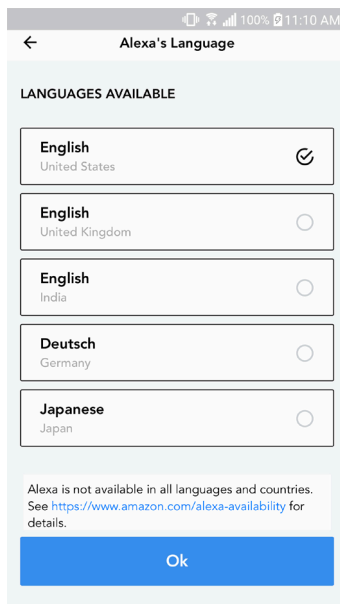 100% 11:10 AM
Alexa's Language
LANGUAGES AVAILABLE
English
United States
English
United Kingdom
English
India
Deutsch
Germany
Japanese
Japan
Alexa is not available in all languages and countries.
See https://www.amazon.com/alexa-availability for
details.
Ok